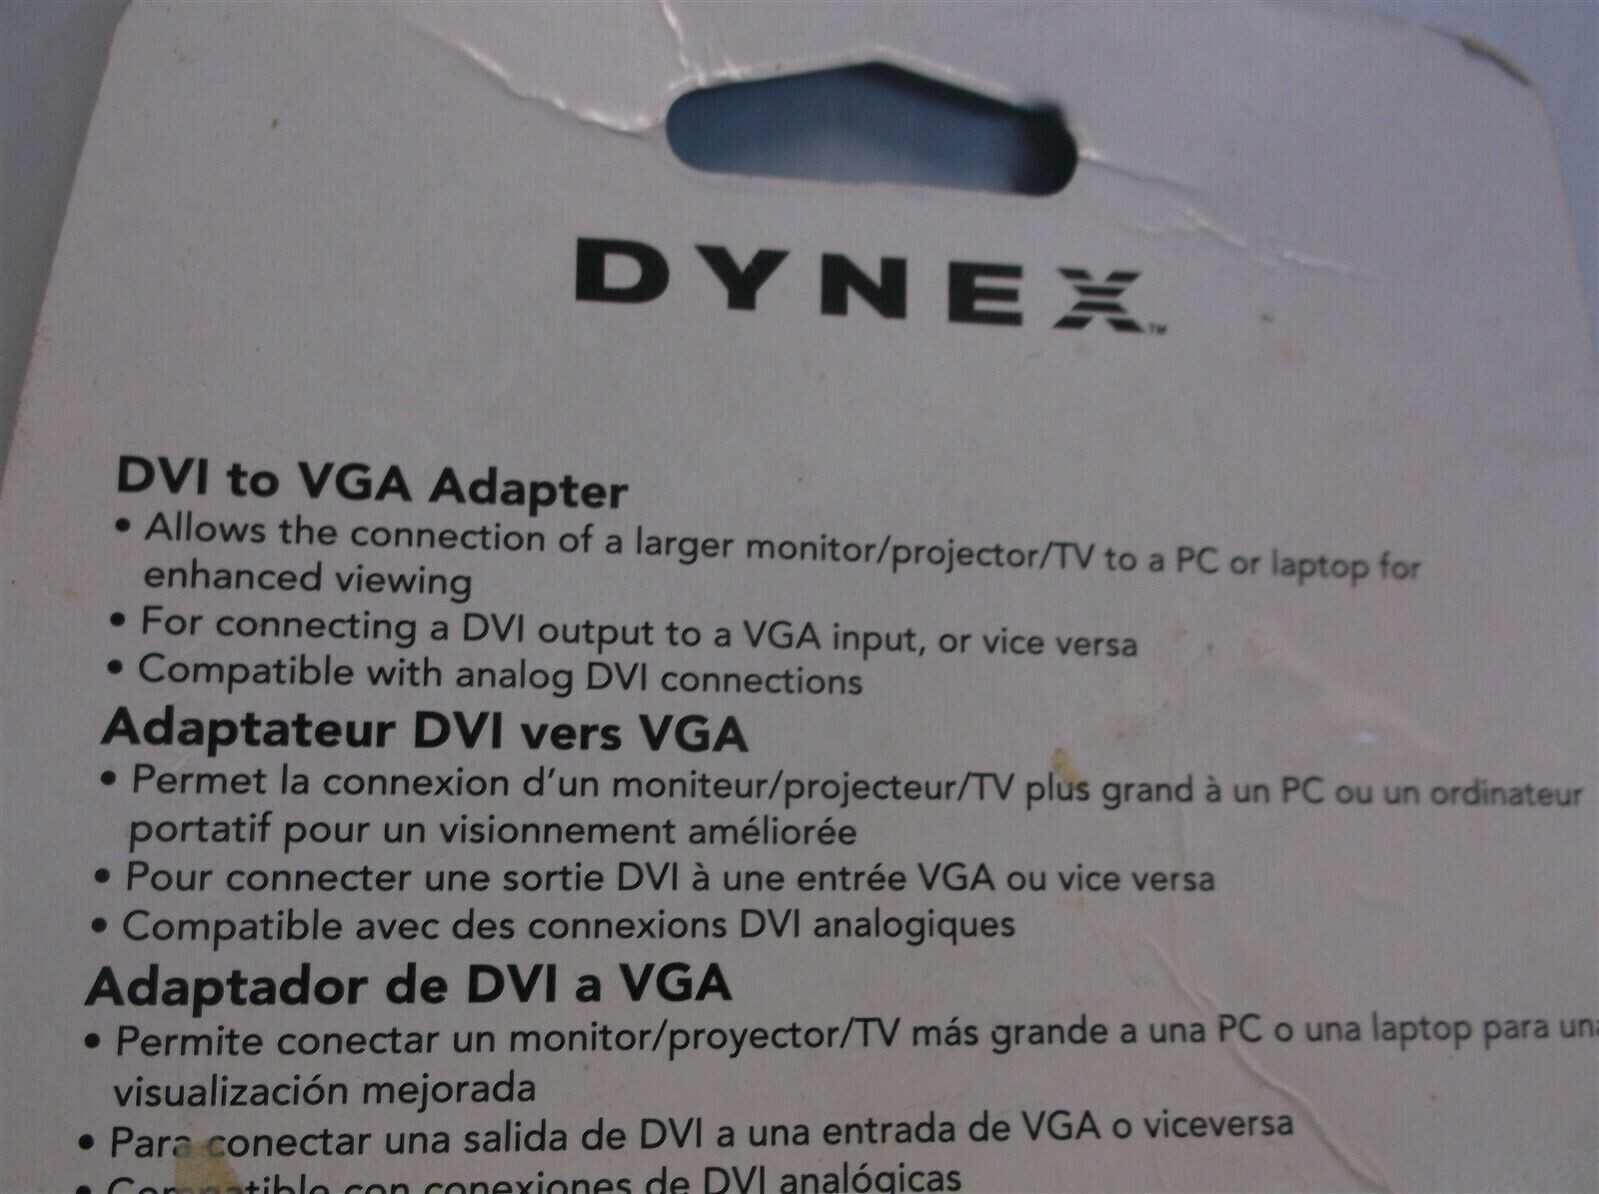 DYNEX™
DVI to VGA Adapter
• Allows the connection of a larger monitor/projector/TV to a PC or laptop for
enhanced viewing
• For connecting a DVI output to a VGA input, or vice versa
• Compatible with analog DVI connections
Adaptateur DVI vers VGA
• Permet la connexion d'un moniteur/projecteur/TV plus grand à un PC ou un ordinateur
portatif pour un visionnement améliorée
• Pour connecter une sortie DVI à une entrée VGA ou vice versa
• Compatible avec des connexions DVI analogiques
Adaptador de DVI a VGA
• Permite conectar un monitor/proyector/TV más grande a una PC o una laptop para una
visualización mejorada
• Para conectar una salida de DVI a una entrada de VGA o viceversa
• Compatible con conexiones de DVI analógicas